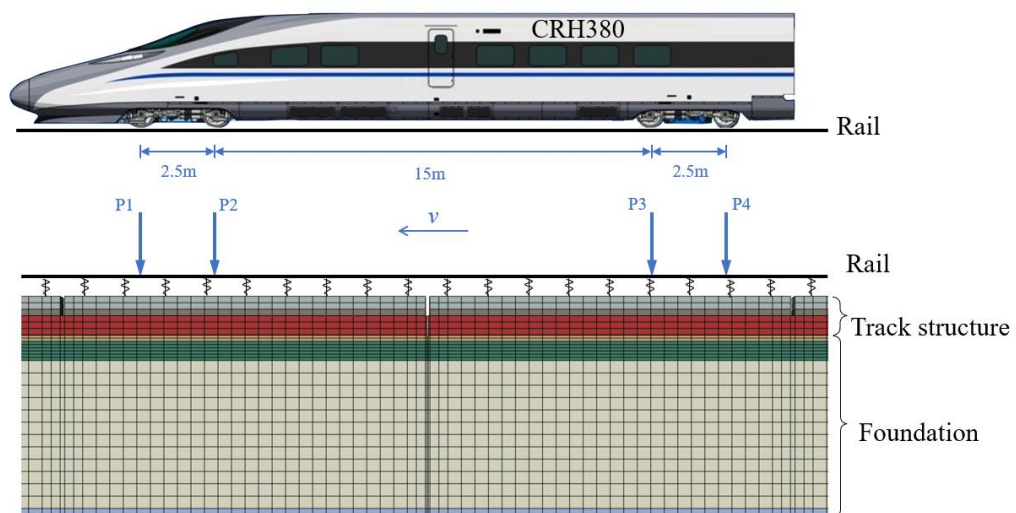 CRH380
Rail
2.5m
15m
2.5m
P1
P2
v
P3
P4
Rail
Track structure
Foundation